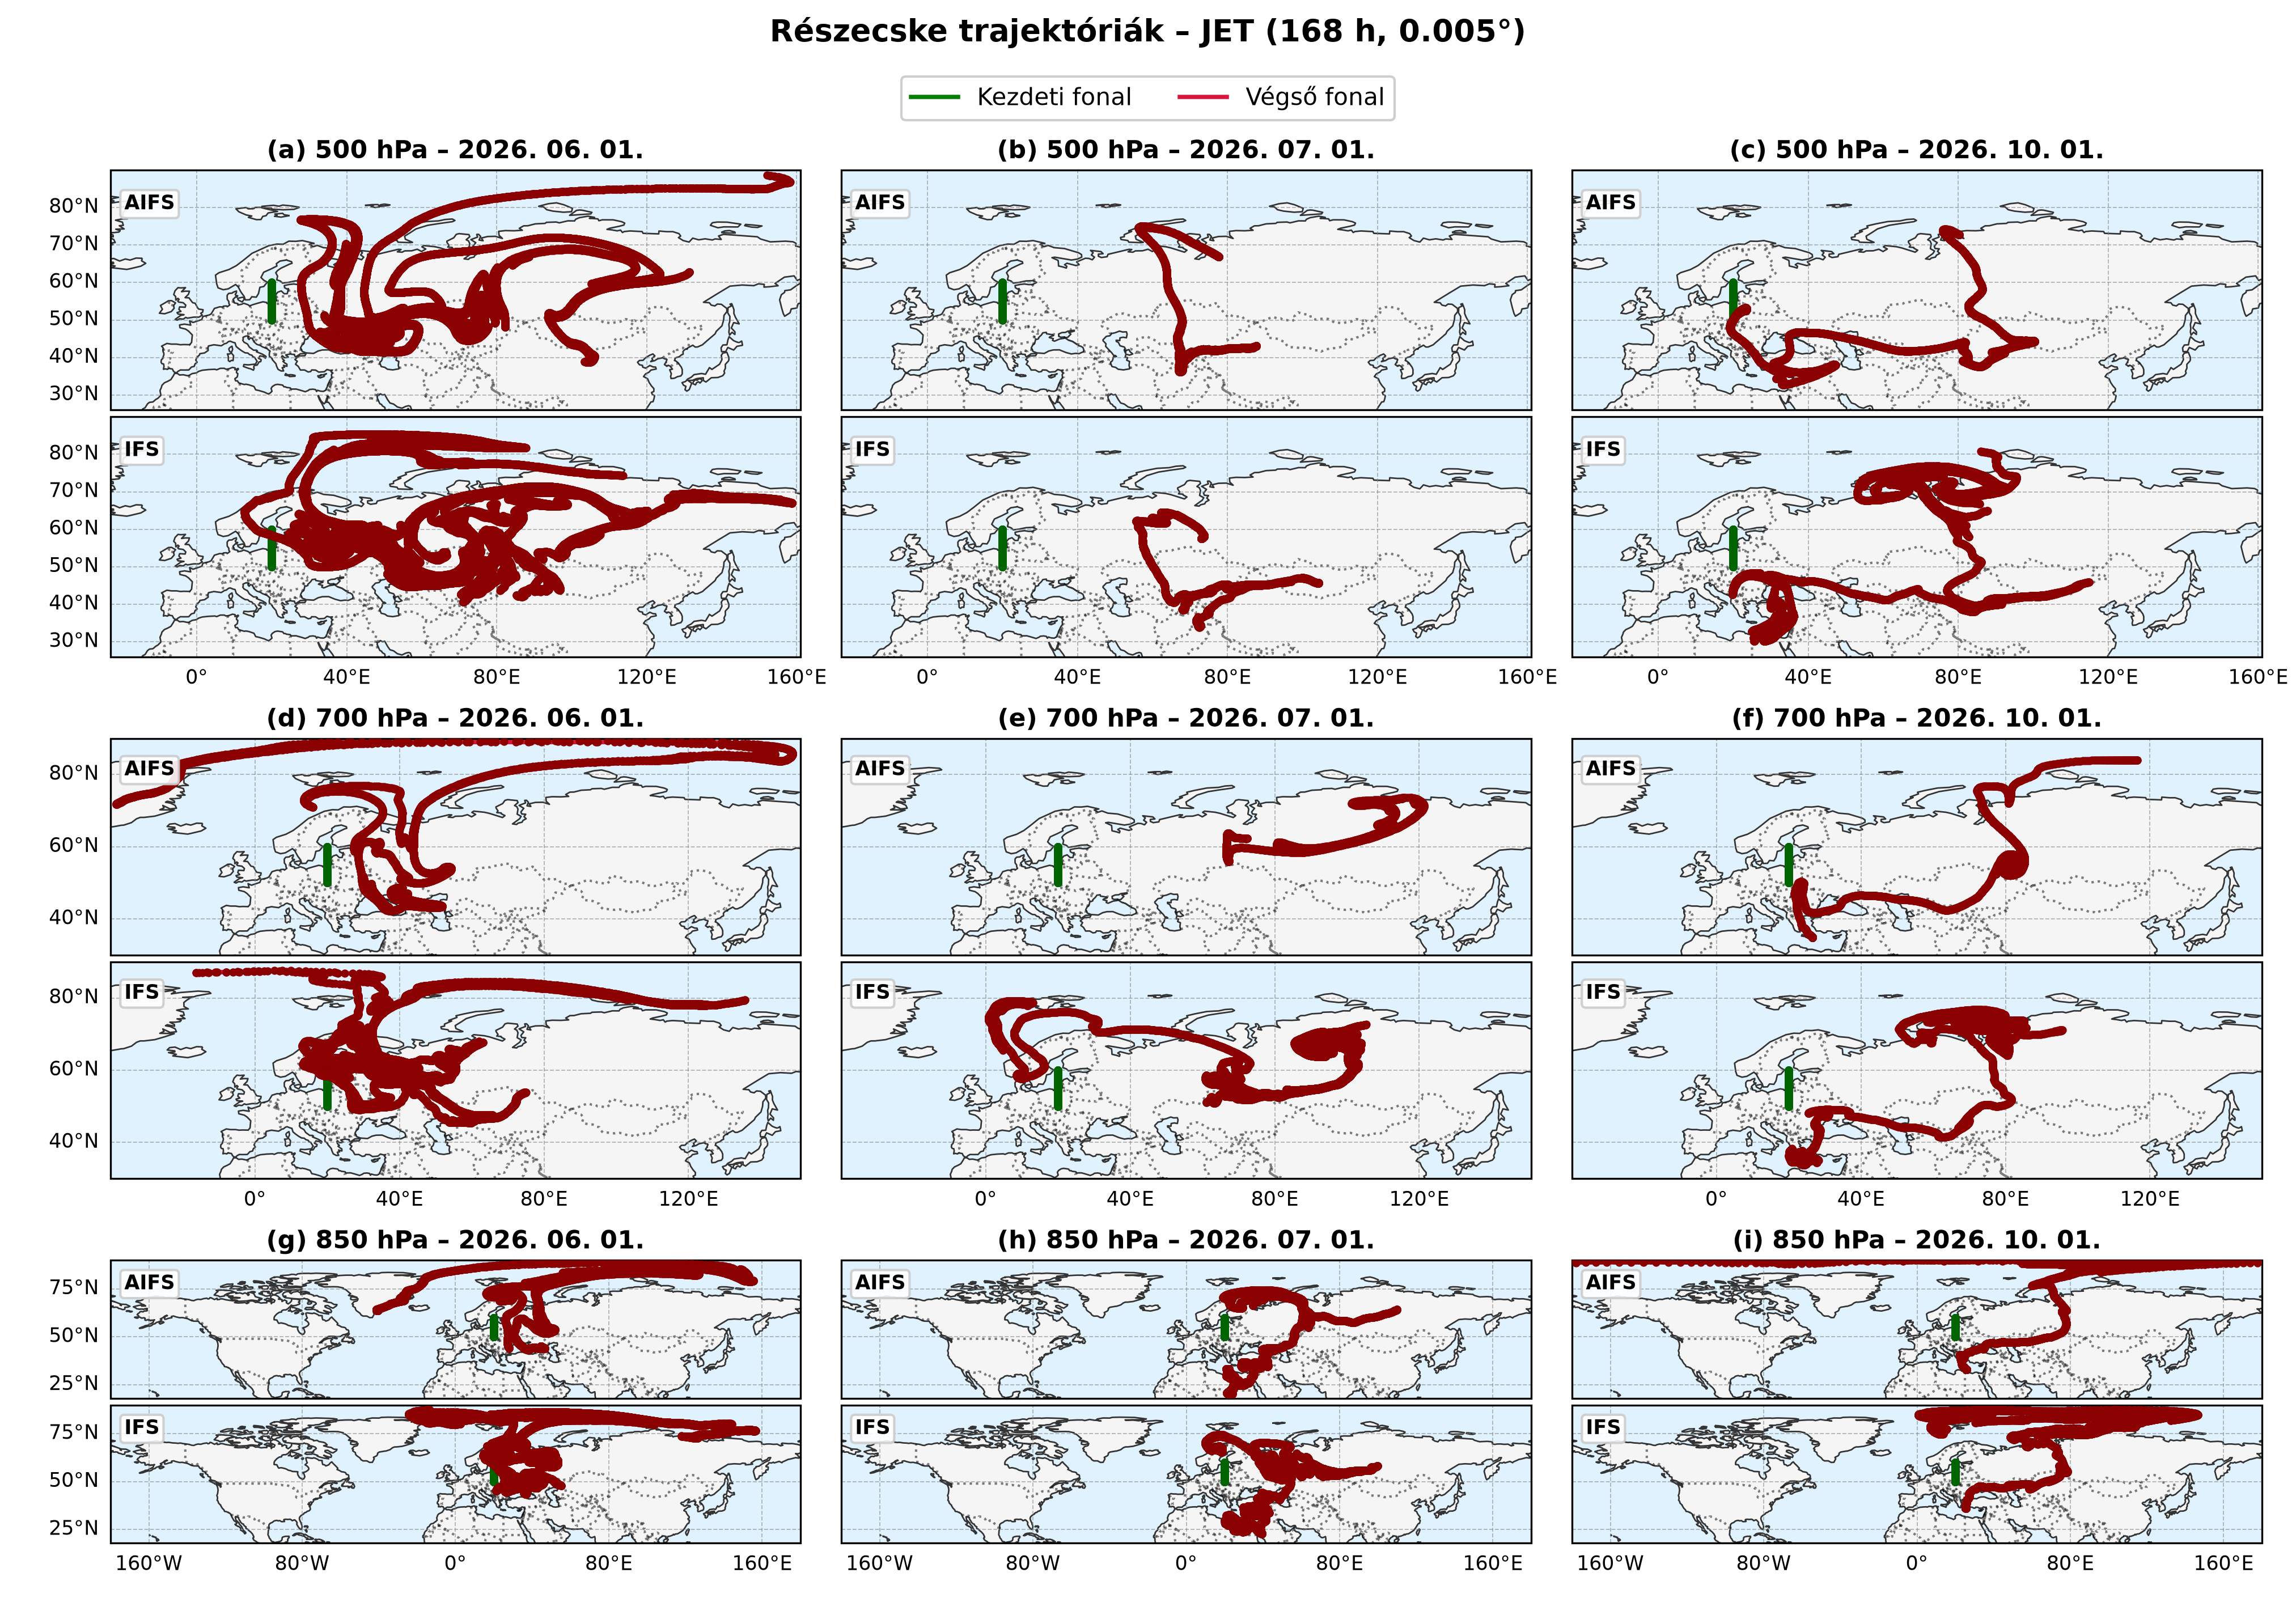 Részecske trajektóriák – JET (168 h, 0.005°)
Kezdeti fonal Végső fonal
(a) 500 hPa – 2026. 06. 01. (b) 500 hPa – 2026. 07. 01. (c) 500 hPa – 2026. 10. 01.
AIFS AIFS AIFS
80°N
70°N
60°N
50°N
40°N
30°N
IFS IFS IFS
80°N
70°N
60°N
50°N
40°N
30°N
0° 40°E 80°E 120°E 160°E 0° 40°E 80°E 120°E 160°E 0° 40°E 80°E 120°E 160°E
(d) 700 hPa – 2026. 06. 01. (e) 700 hPa – 2026. 07. 01. (f) 700 hPa – 2026. 10. 01.
AIFS AIFS AIFS
80°N
60°N
40°N
IFS IFS IFS
80°N
60°N
40°N
0° 40°E 80°E 120°E 0° 40°E 80°E 120°E 0° 40°E 80°E 120°E
(g) 850 hPa – 2026. 06. 01. (h) 850 hPa – 2026. 07. 01. (i) 850 hPa – 2026. 10. 01.
AIFS AIFS AIFS
75°N
50°N
25°N
IFS IFS IFS
75°N
50°N
25°N
160°W 80°W 0° 80°E 160°E 160°W 80°W 0° 80°E 160°E 160°W 80°W 0° 80°E 160°E